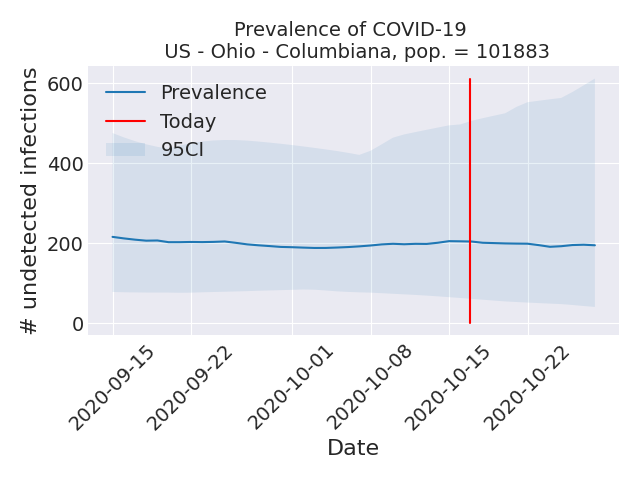 Prevalence of COVID-19
US - Ohio - Columbiana, pop. = 101883
# undetected infections
600
400
200
0
Prevalence
Today
95CI
2020-09-15
2020-09-22
2020-10-01
2020-10-08
2020-10-15
2020-10-22
Date